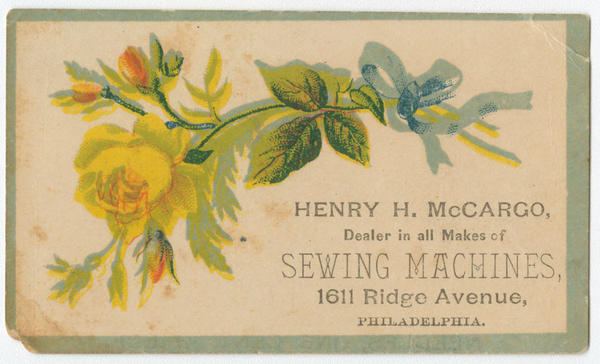 HENRY H. McCARGO,
Dealer in all Makes of
SEWING MACHINES,
1611 Ridge Avenue,
PHILADELPHIA.